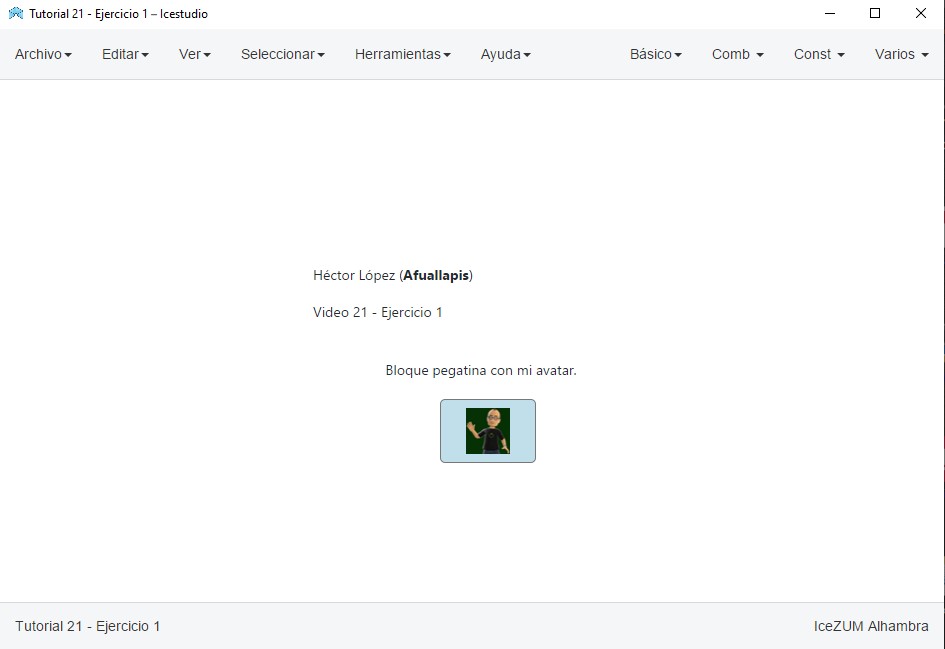 Tutorial 21 - Ejercicio 1 – Icestudio
Archivo Editar Ver Seleccionar Herramientas Ayuda Básico Comb Const Varios
Héctor López (Afuallapis)
Video 21 - Ejercicio 1
Bloque pegatina con mi avatar.
Tutorial 21 - Ejercicio 1 IceZUM Alhambra